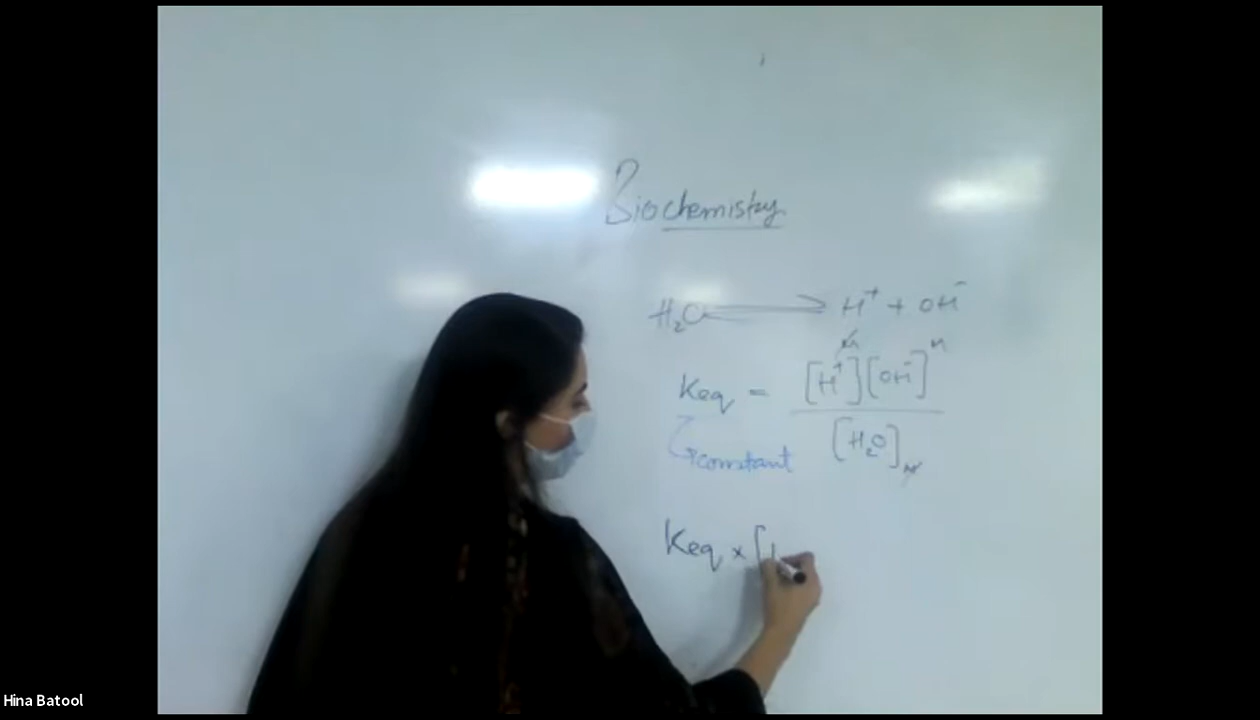 Biochemistry
H₂O ⇌ H⁺ + OH⁻
M M
Keq = [H⁺][OH⁻] / [H₂O]
M
constant
Keq × [
Hina Batool